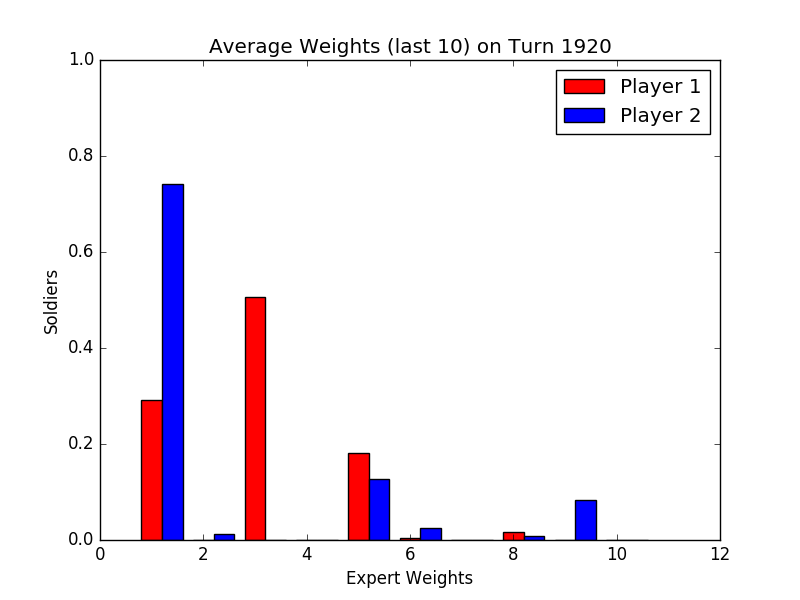 Average Weights (last 10) on Turn 1920
Player 1
Player 2
1.0
0.8
0.6
0.4
0.2
0.0
Soldiers
0 2 4 6 8 10 12
Expert Weights